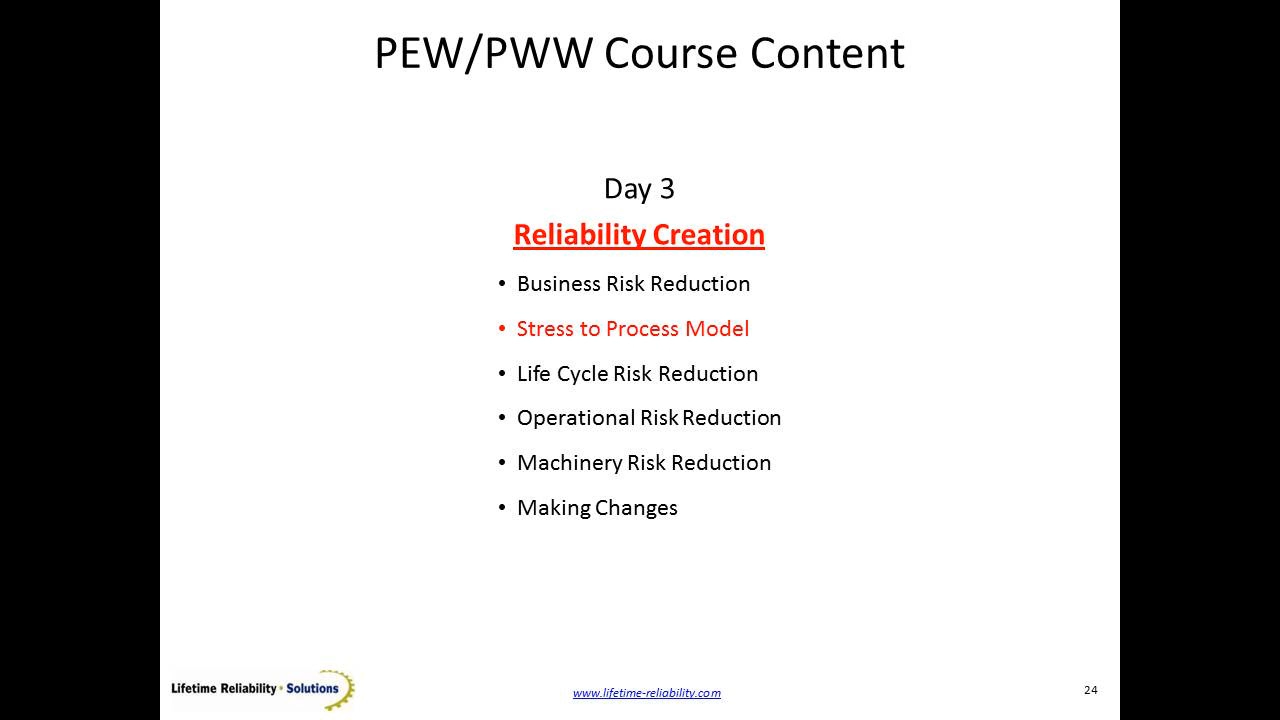 PEW/PWW Course Content
Day 3
Reliability Creation
• Business Risk Reduction
• Stress to Process Model
• Life Cycle Risk Reduction
• Operational Risk Reduction
• Machinery Risk Reduction
• Making Changes
Lifetime Reliability • Solutions
www.lifetime-reliability.com
24